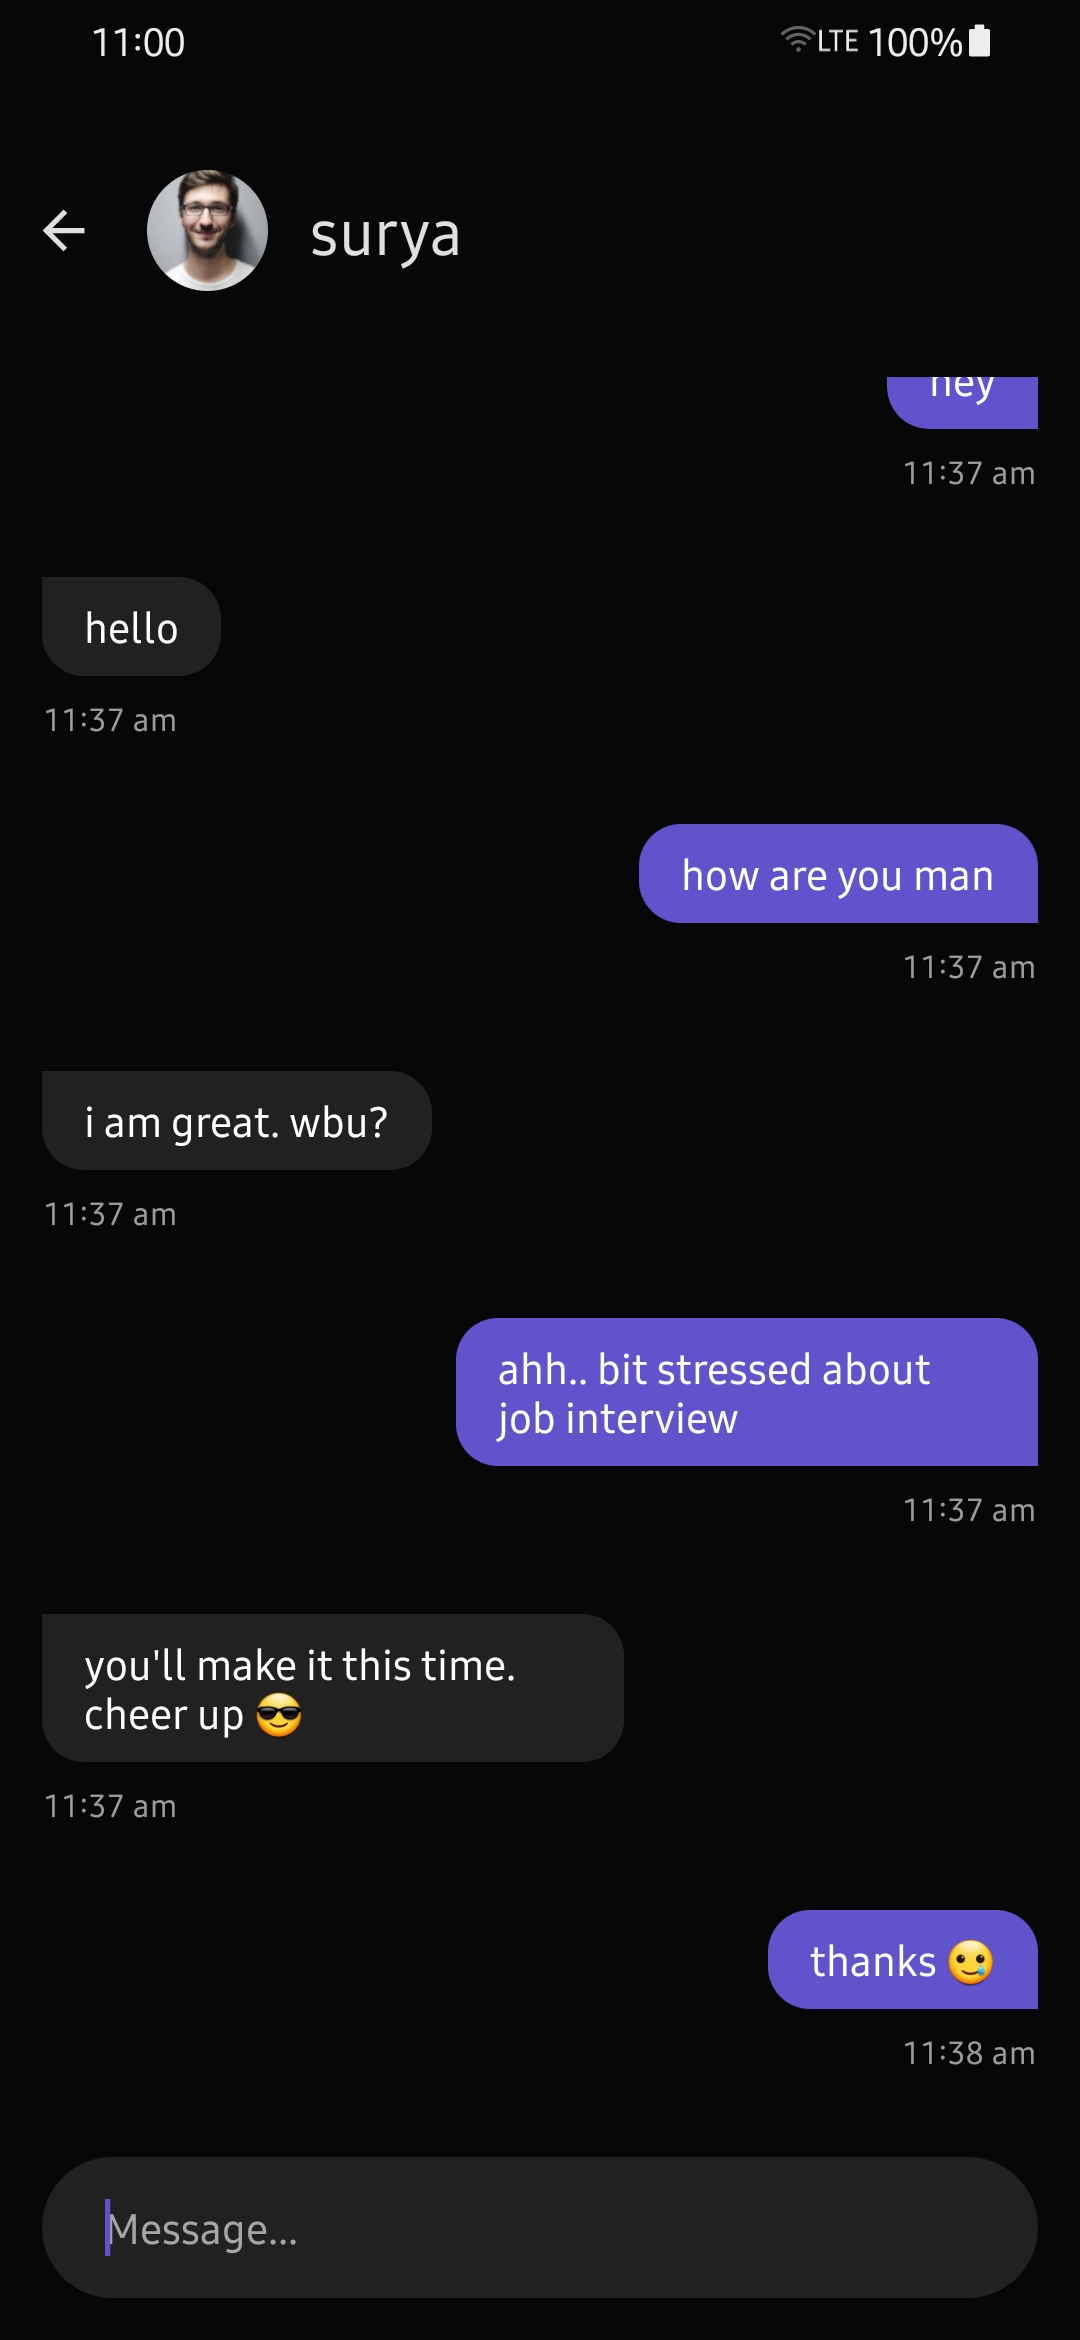 11:00
LTE 100%
surya
hey
11:37 am
hello
11:37 am
how are you man
11:37 am
i am great. wbu?
11:37 am
ahh.. bit stressed about
job interview
11:37 am
you'll make it this time.
cheer up 😎
11:37 am
thanks 🥲
11:38 am
Message...